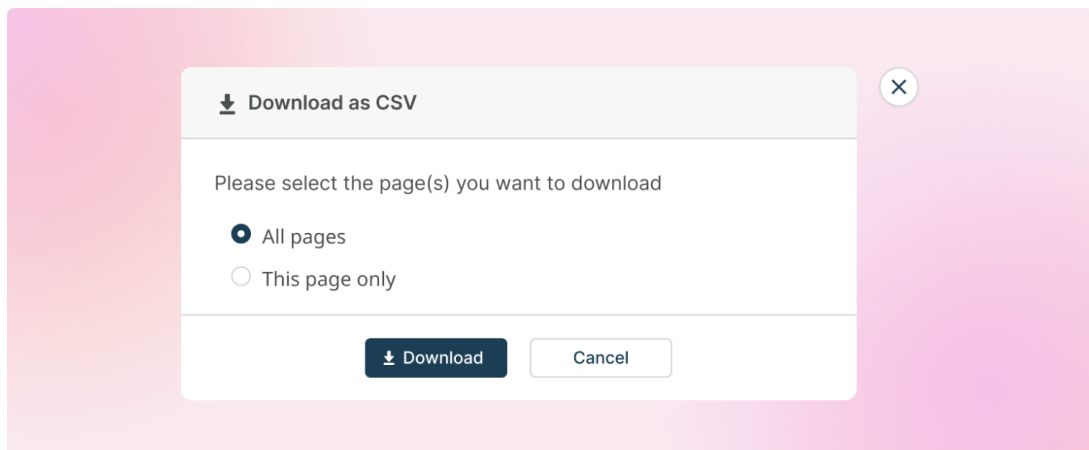 Download as CSV
Please select the page(s) you want to download
All pages
This page only
Download
Cancel